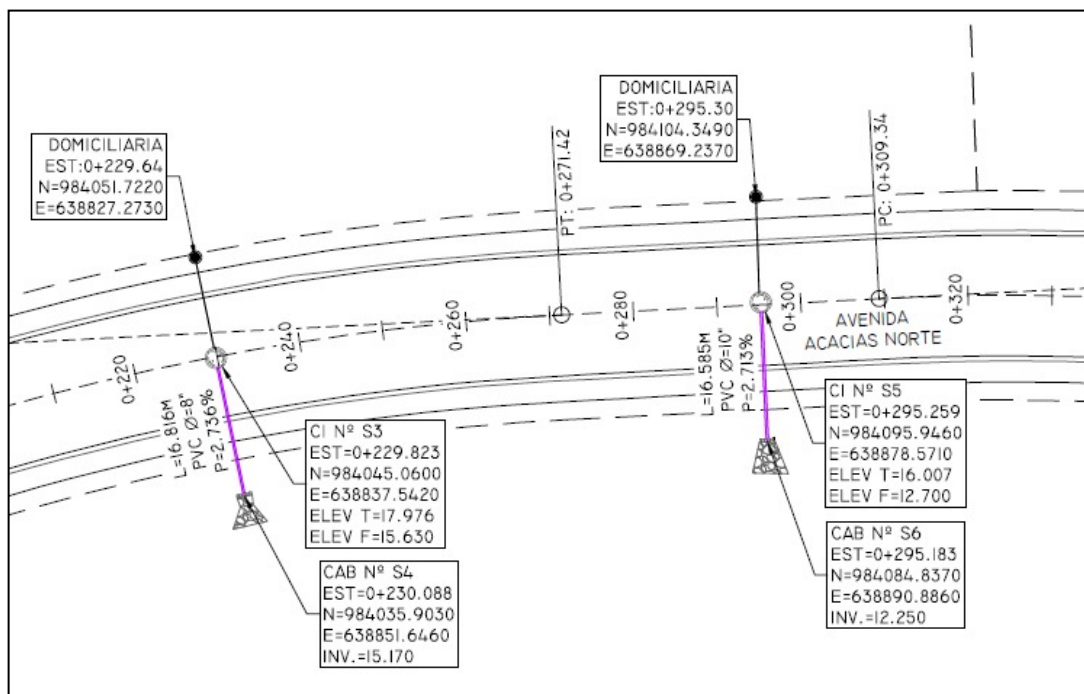 DOMICILIARIA
EST:0+229.64
N=984051.7220
E=638827.2730
DOMICILIARIA
EST:0+295.30
N=984104.3490
E=638869.2370
PT: 0+271.42
PC: 0+309.34
0+220
0+240
0+260
0+280
0+300
0+320
AVENIDA
ACACIAS NORTE
L=16.816M
PVC Ø=8"
P=2.736%
L=16.585M
PVC Ø=10"
P=2.713%
CI Nº S3
EST=0+229.823
N=984045.0600
E=638837.5420
ELEV T=17.976
ELEV F=15.630
CAB Nº S4
EST=0+230.088
N=984035.9030
E=638851.6460
INV.=15.170
CI Nº S5
EST=0+295.259
N=984095.9460
E=638878.5710
ELEV T=16.007
ELEV F=12.700
CAB Nº S6
EST=0+295.183
N=984084.8370
E=638890.8860
INV.=12.250